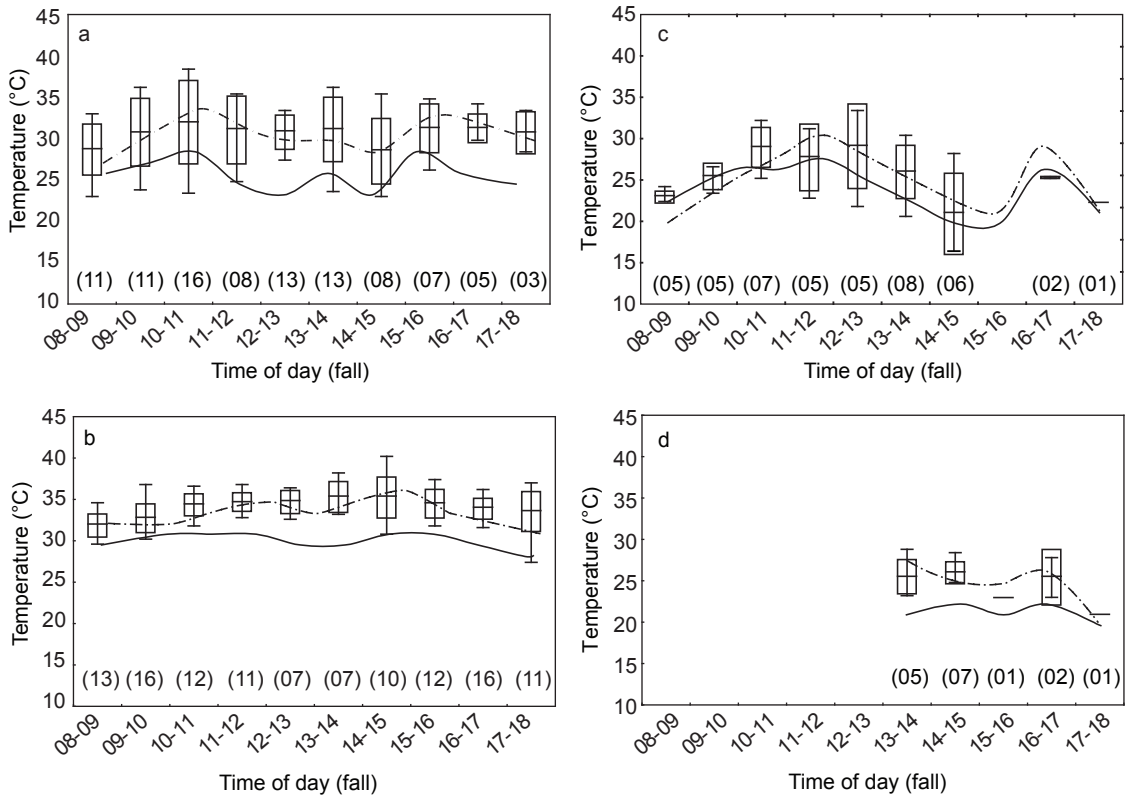 a
45
40
35
30
25
20
15
10
Temperature (°C)
(11) (11) (16) (08) (13) (13) (08) (07) (05) (03)
08-09 09-10 10-11 11-12 12-13 13-14 14-15 15-16 16-17 17-18
Time of day (fall)
c
45
40
35
30
25
20
15
10
Temperature (°C)
(05) (05) (07) (05) (05) (08) (06) (02) (01)
08-09 09-10 10-11 11-12 12-13 13-14 14-15 15-16 16-17 17-18
Time of day (fall)
b
45
40
35
30
25
20
15
10
Temperature (°C)
(13) (16) (12) (11) (07) (07) (10) (12) (16) (11)
08-09 09-10 10-11 11-12 12-13 13-14 14-15 15-16 16-17 17-18
Time of day (fall)
d
45
40
35
30
25
20
15
10
Temperature (°C)
(05) (07) (01) (02) (01)
08-09 09-10 10-11 11-12 12-13 13-14 14-15 15-16 16-17 17-18
Time of day (fall)